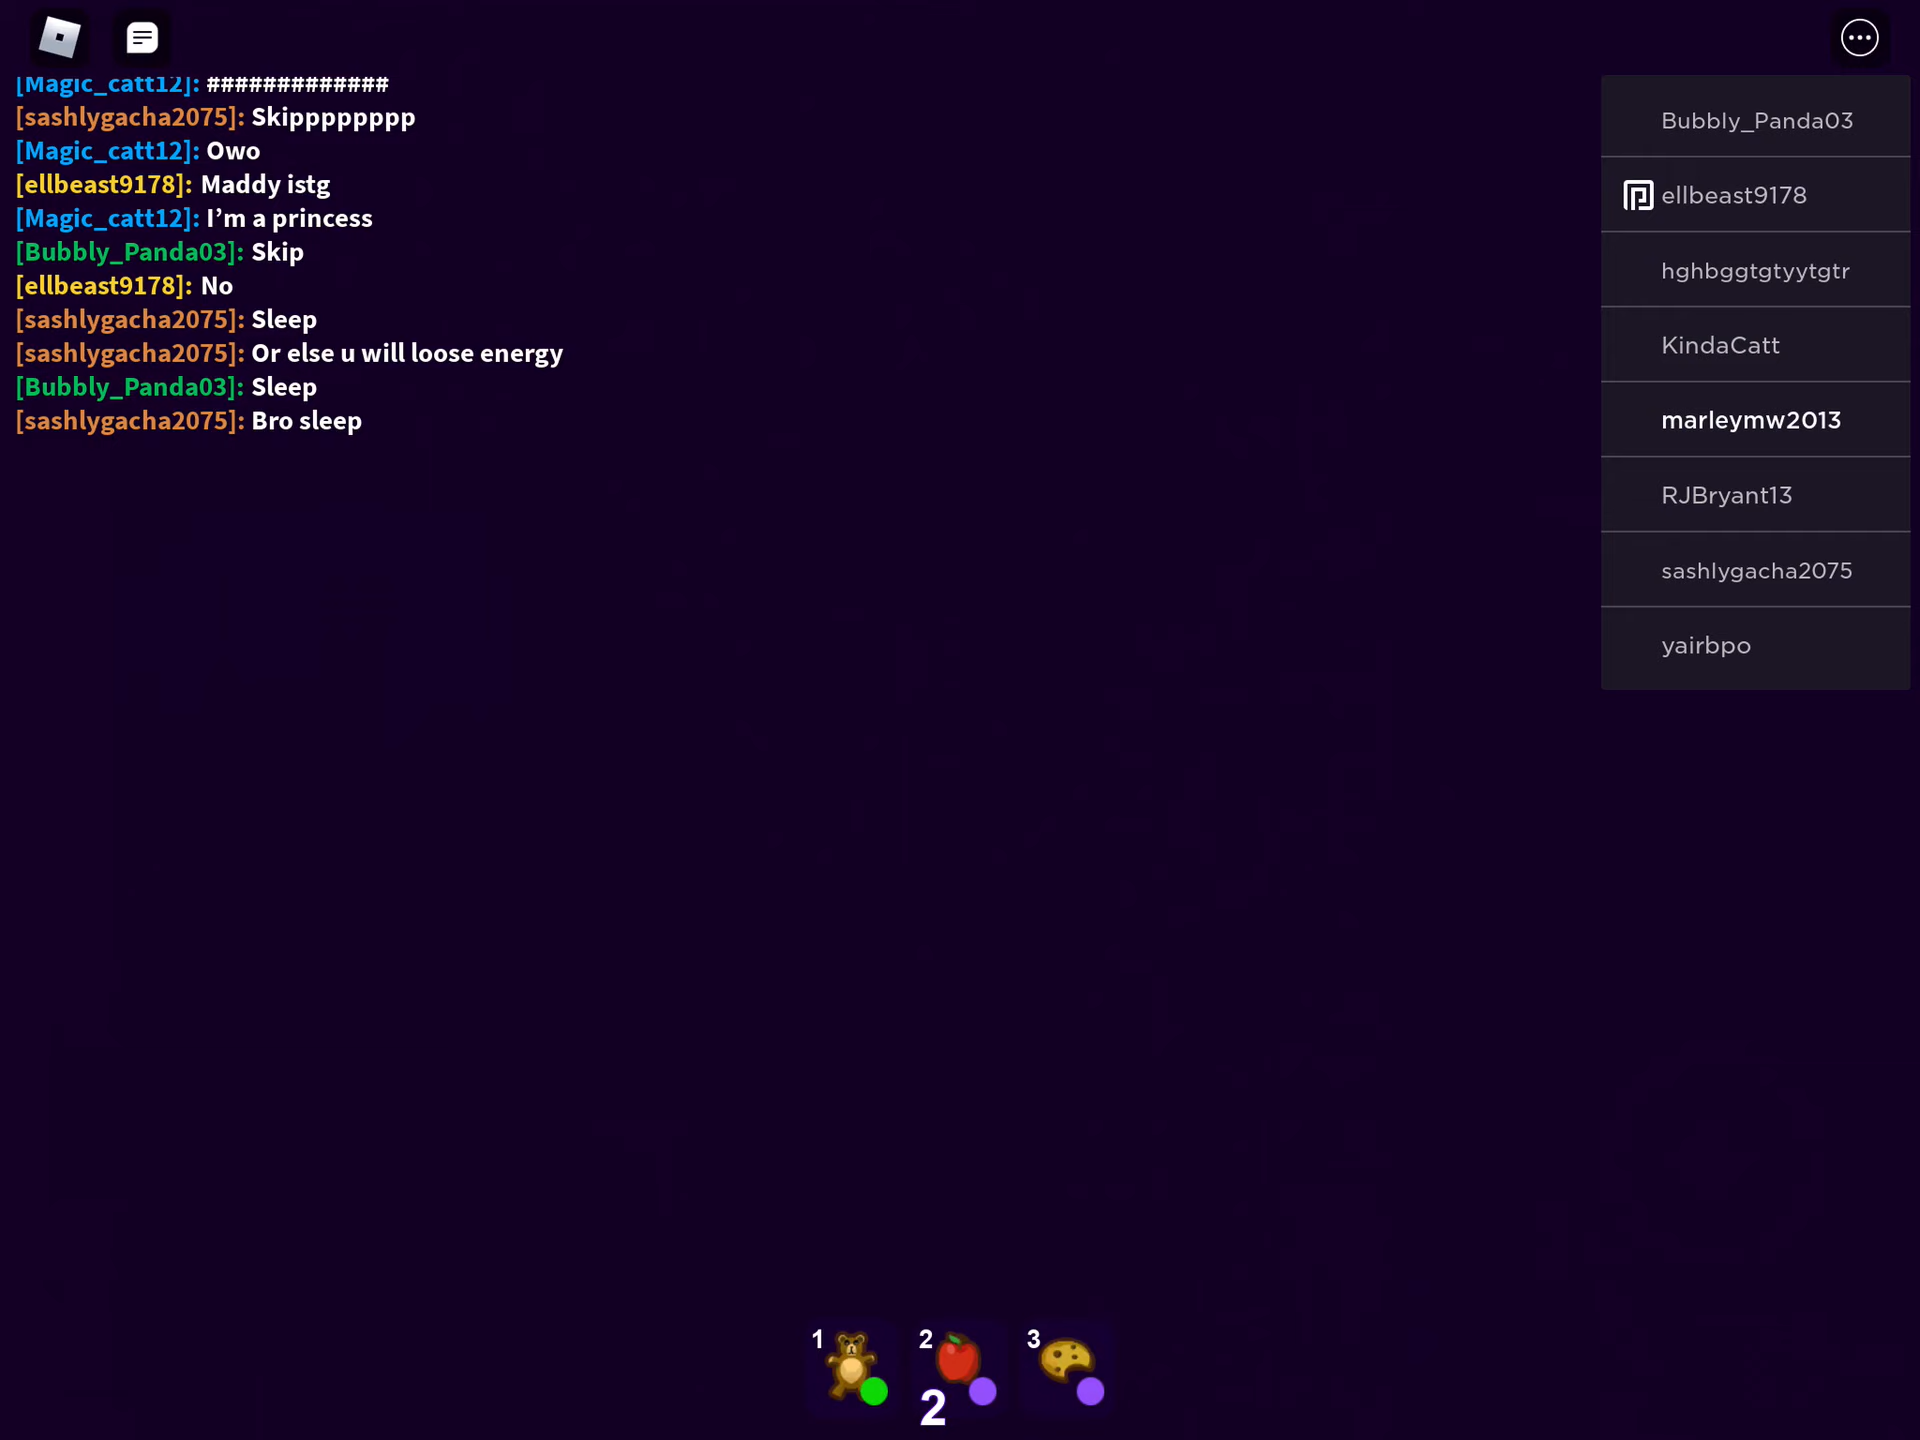 [Magic_catt12]: #############
[sashlygacha2075]: Skipppppppp
[Magic_catt12]: Owo
[ellbeast9178]: Maddy istg
[Magic_catt12]: I’m a princess
[Bubbly_Panda03]: Skip
[ellbeast9178]: No
[sashlygacha2075]: Sleep
[sashlygacha2075]: Or else u will loose energy
[Bubbly_Panda03]: Sleep
[sashlygacha2075]: Bro sleep
Bubbly_Panda03
ellbeast9178
hghbggtgtyytgtr
KindaCatt
marleymw2013
RJBryant13
sashlygacha2075
yairbpo
1 2 3
2